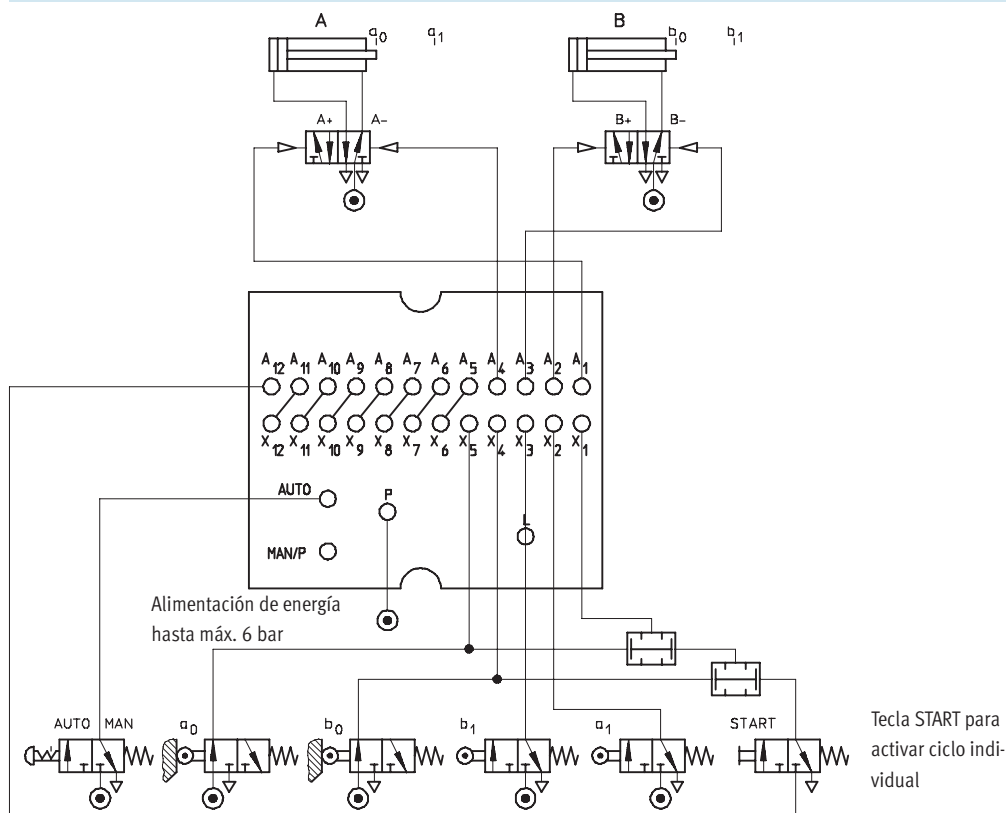 A
B
a0
a1
b0
b1
A+
A-
B+
B-
A12 A11 A10 A9 A8 A7 A6 A5 A4 A3 A2 A1
X12 X11 X10 X9 X8 X7 X6 X5 X4 X3 X2 X1
AUTO
P
L
MAN/P
Alimentación de energía
hasta máx. 6 bar
AUTO MAN
a0
b0
b1
a1
START
Tecla START para
activar ciclo indi-
vidual